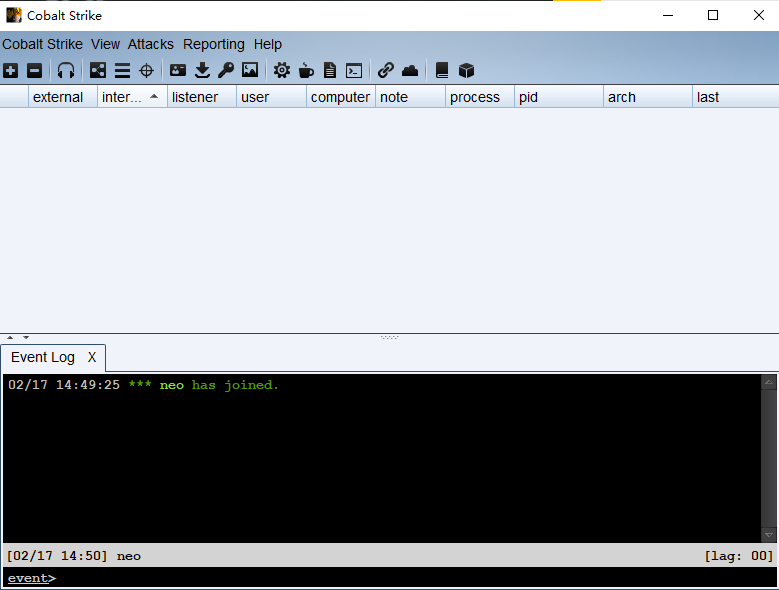 Cobalt Strike
Cobalt Strike View Attacks Reporting Help
external inter... listener user computer note process pid arch last
Event Log X
02/17 14:49:25 *** neo has joined.
[02/17 14:50] neo [lag: 00]
event>